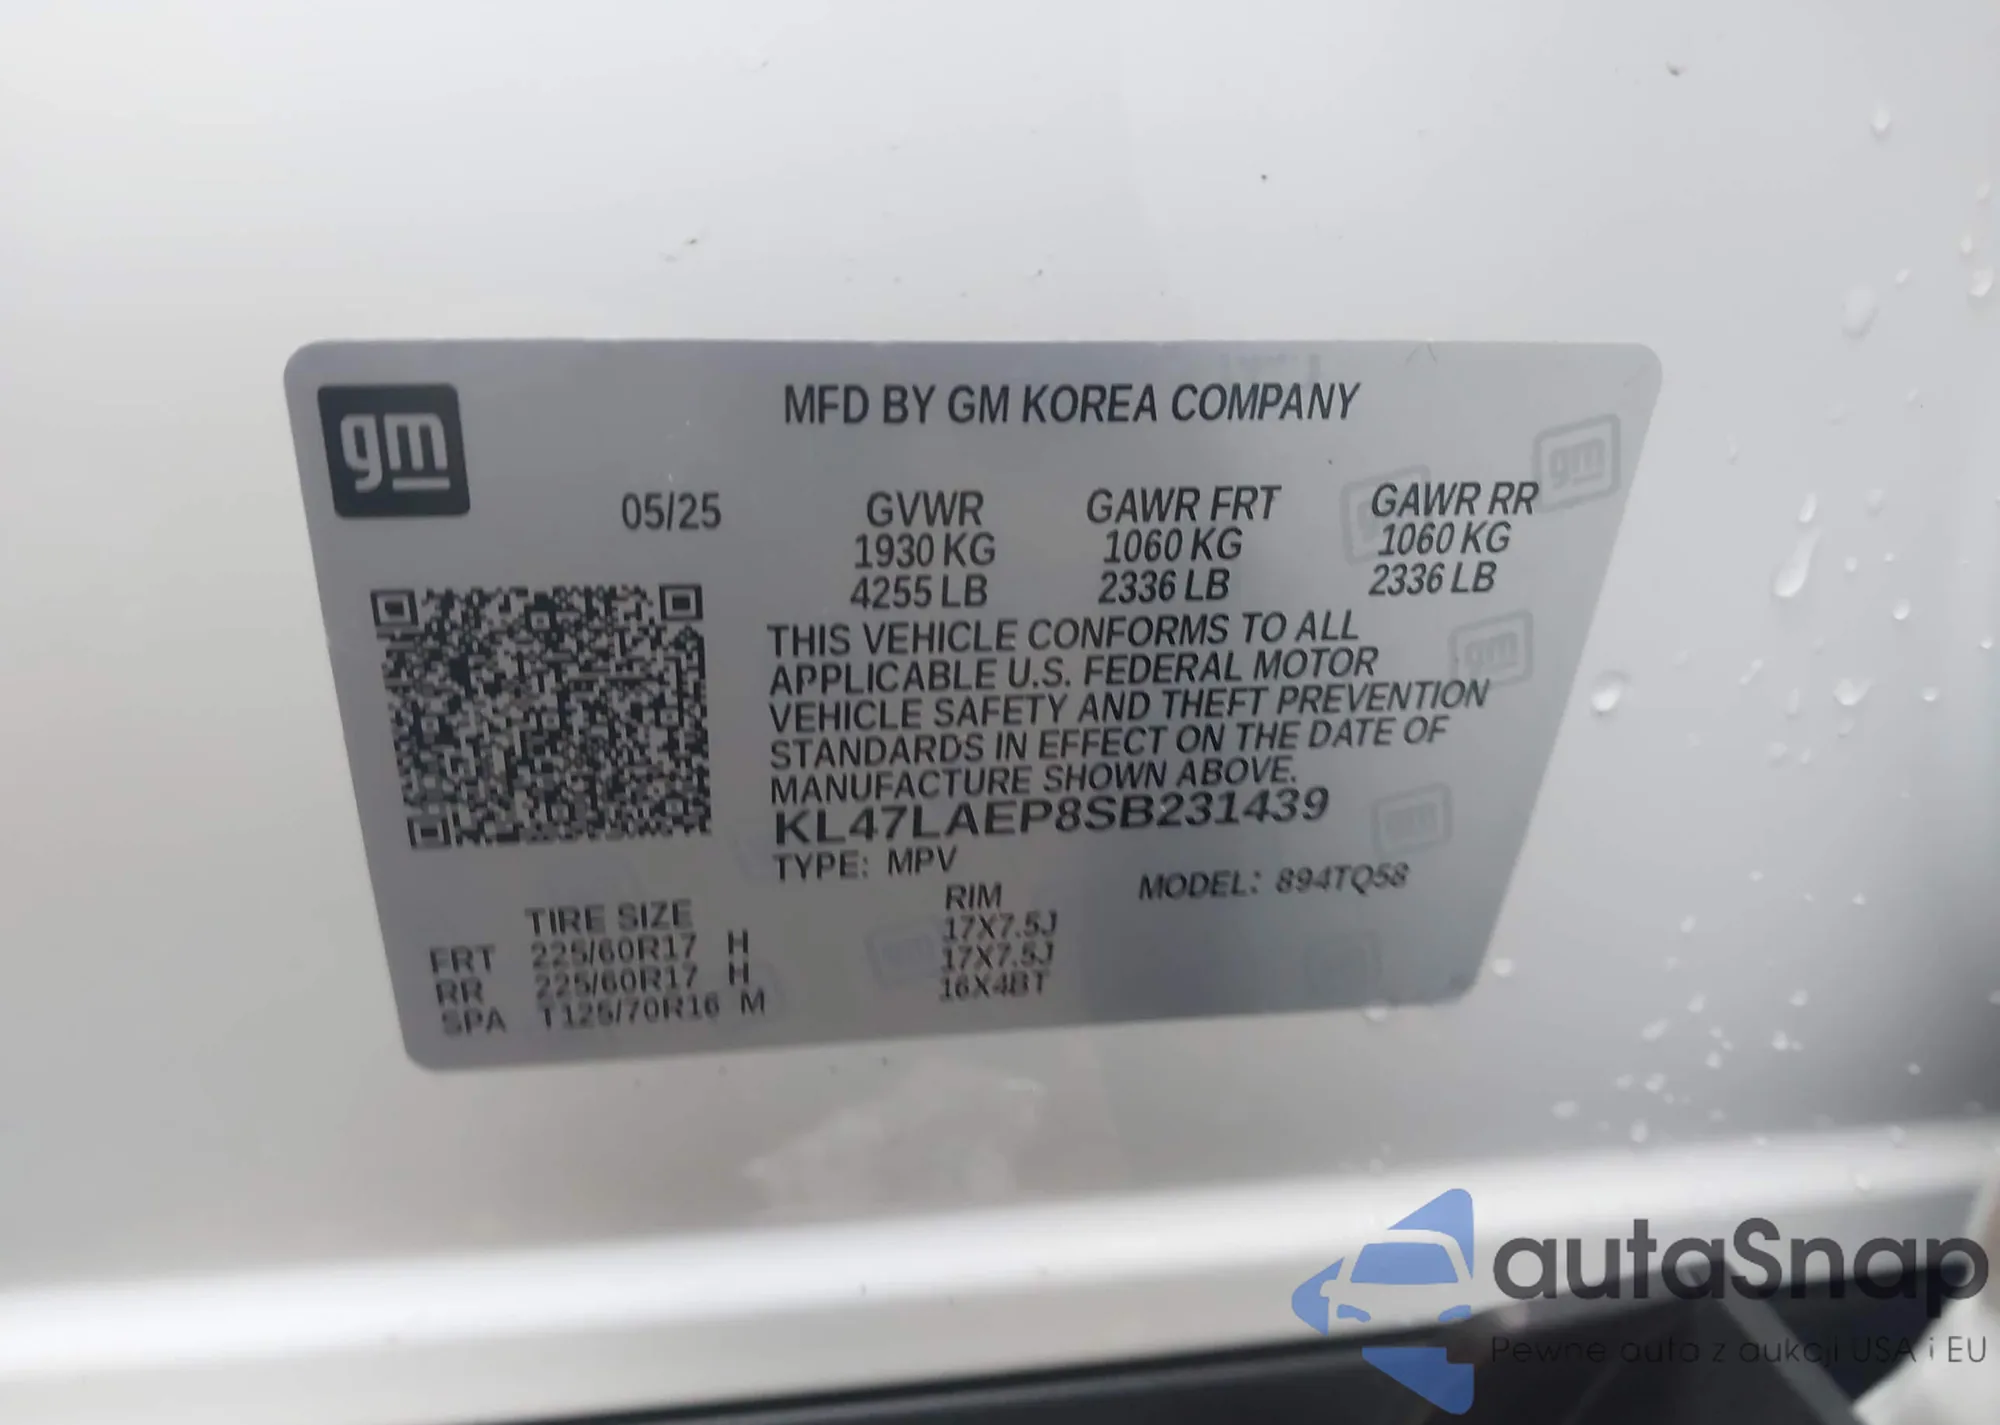 gm
MFD BY GM KOREA COMPANY
05/25 GVWR GAWR FRT GAWR RR
1930 KG 1060 KG 1060 KG
4255 LB 2336 LB 2336 LB
THIS VEHICLE CONFORMS TO ALL
APPLICABLE U.S. FEDERAL MOTOR
VEHICLE SAFETY AND THEFT PREVENTION
STANDARDS IN EFFECT ON THE DATE OF
MANUFACTURE SHOWN ABOVE.
KL47LAEP8SB231439
TYPE: MPV MODEL: 894TQ58
TIRE SIZE RIM
FRT 225/60R17 H 17X7.5J
RR 225/60R17 H 17X7.5J
SPA T125/70R16 M 16X4BT
autaSnap
Pewne auta z aukcji USA i EU